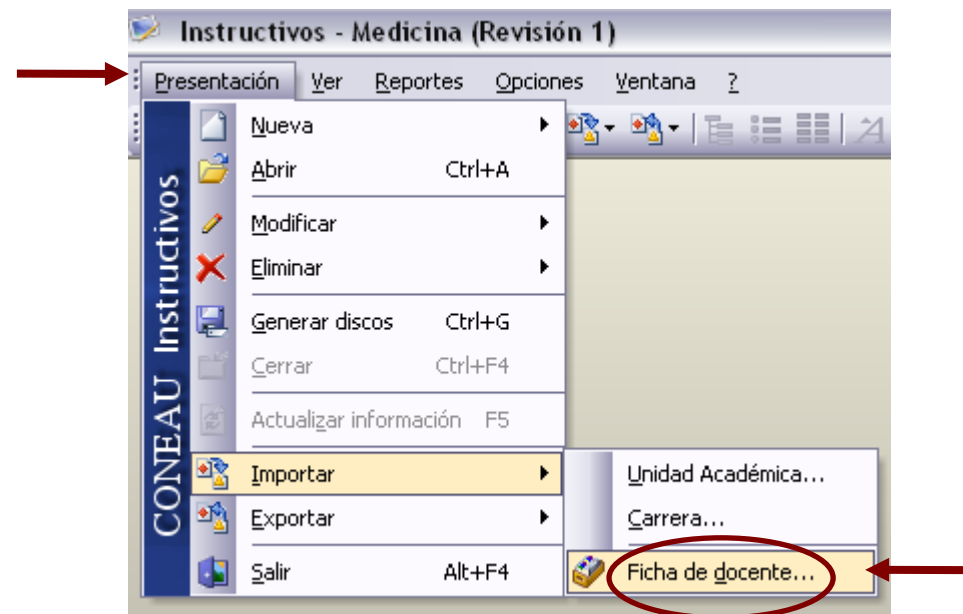 Instructivos - Medicina (Revisión 1)
Presentación Ver Reportes Opciones Ventana ?
CONEAU Instructivos
Nueva
Abrir Ctrl+A
Modificar
Eliminar
Generar discos Ctrl+G
Cerrar Ctrl+F4
Actualizar información F5
Importar
Exportar
Salir Alt+F4
Unidad Académica...
Carrera...
Ficha de docente...